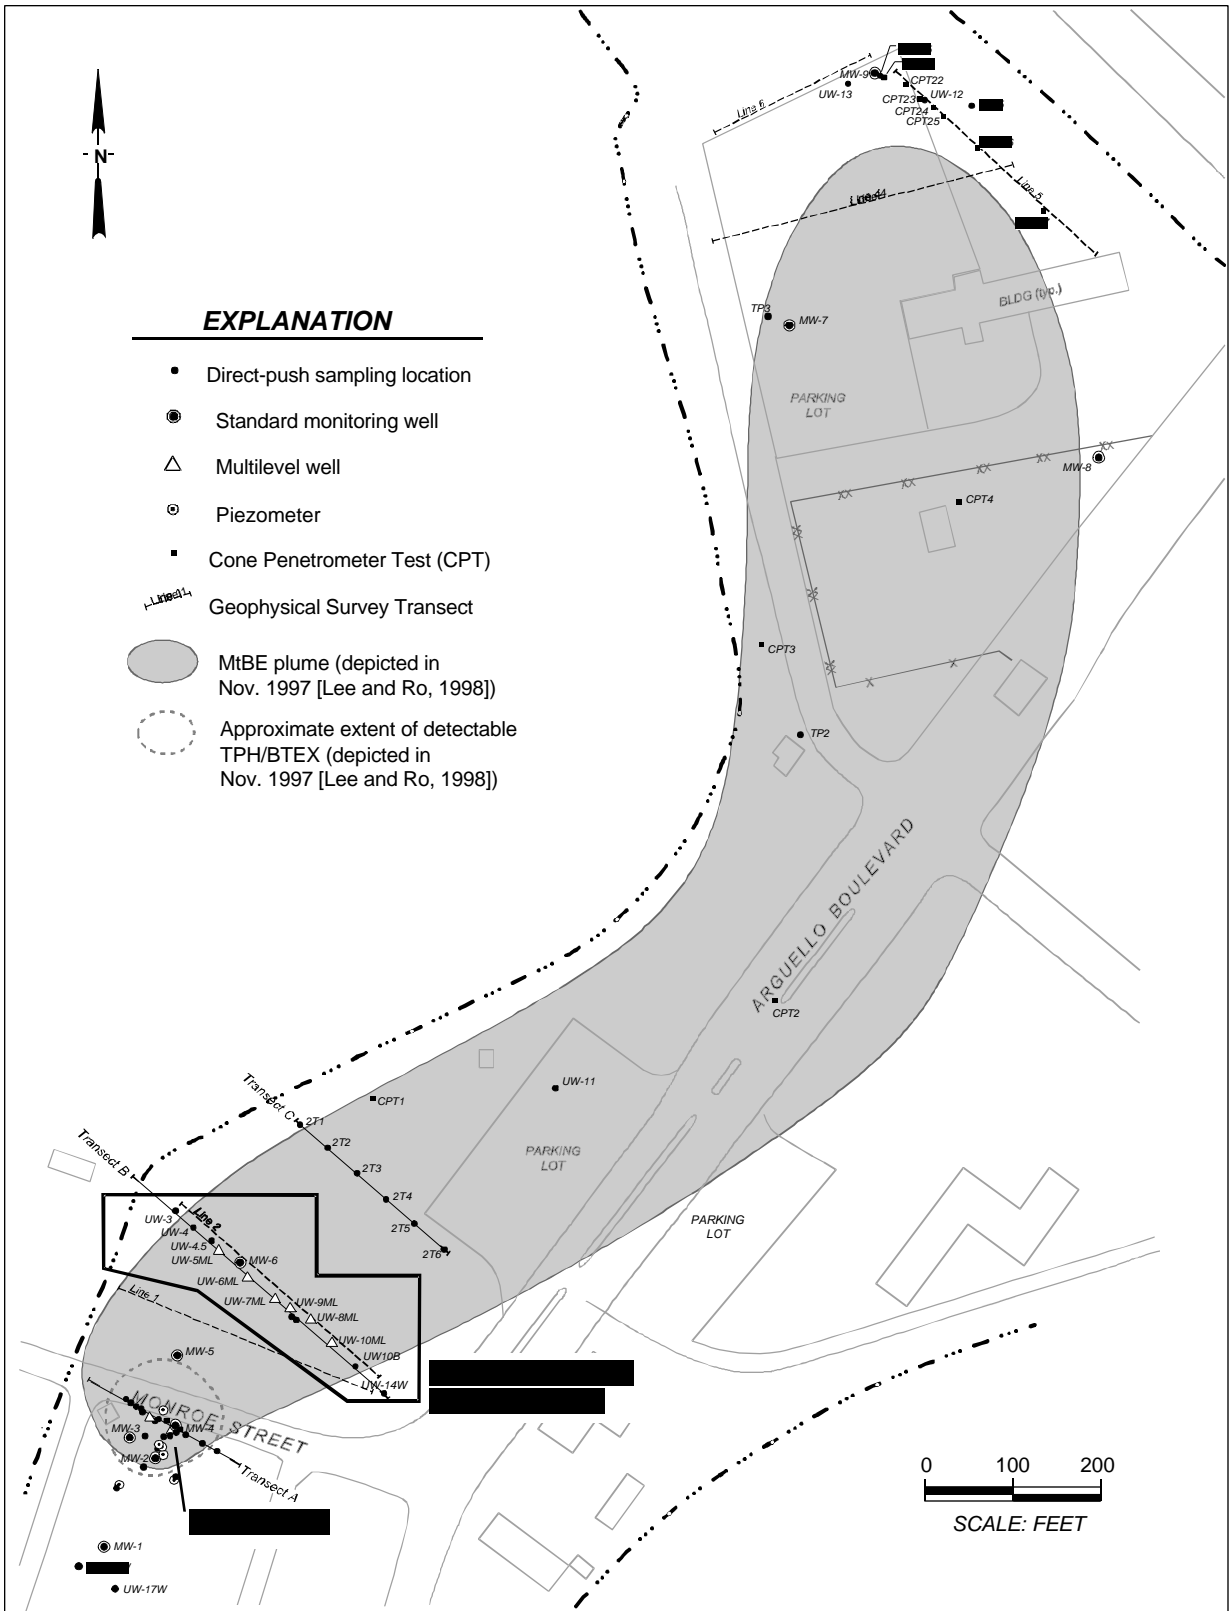 MW-9
UW-13
CPT22
CPT23
UW-12
CPT24
CPT25
Line 6
Line 5
N
EXPLANATION
Direct-push sampling location
Standard monitoring well
Multilevel well
Piezometer
Cone Penetrometer Test (CPT)
Geophysical Survey Transect
MtBE plume (depicted in
Nov. 1997 [Lee and Ro, 1998])
Approximate extent of detectable
TPH/BTEX (depicted in
Nov. 1997 [Lee and Ro, 1998])
BLDG (typ.)
TP3
MW-7
PARKING
LOT
MW-8
CPT4
CPT3
TP2
ARGUELLO BOULEVARD
CPT2
UW-11
CPT1
Transect C
2T1
2T2
2T3
2T4
2T5
2T6
PARKING
LOT
PARKING
LOT
Transect B
UW-3
Line 2
UW-4
UW-4.5
UW-5ML
MW-6
UW-6ML
UW-7ML
UW-9ML
UW-8ML
UW-10ML
UW10B
UW-14W
Line 1
MW-5
MONROE STREET
MW-3
MW-4
MW-2
Transect A
MW-1
UW-17W
0 100 200
SCALE: FEET